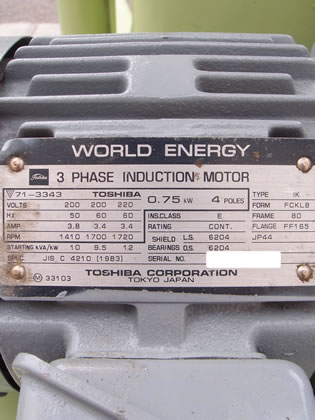 WORLD ENERGY
Toshiba 3 PHASE INDUCTION MOTOR
71-3343 TOSHIBA 0.75 kW 4 POLES TYPE IK
VOLTS 200 200 220 FORM FCKL8
Hz 50 60 60 INS.CLASS E FRAME 80
AMP 3.8 3.4 3.4 RATING CONT. FLANGE FF165
RPM 1410 1700 1720 SHIELD L.S. 6204 JP44
STARTING kVA/kW 10 9.5 12 BEARINGS O.S. 6204
SPEC. JIS C 4210 (1983) SERIAL NO.
M 33103 TOSHIBA CORPORATION
TOKYO JAPAN